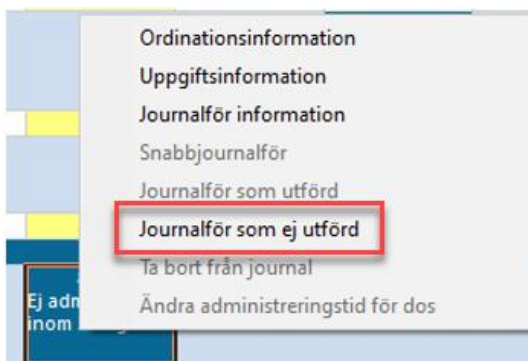 Ordinationsinformation
Uppgiftsinformation
Journalför information
Snabbjournalför
Journalför som utförd
Journalför som ej utförd
Ta bort från journal
Ändra administreringstid för dos
Ej
inom